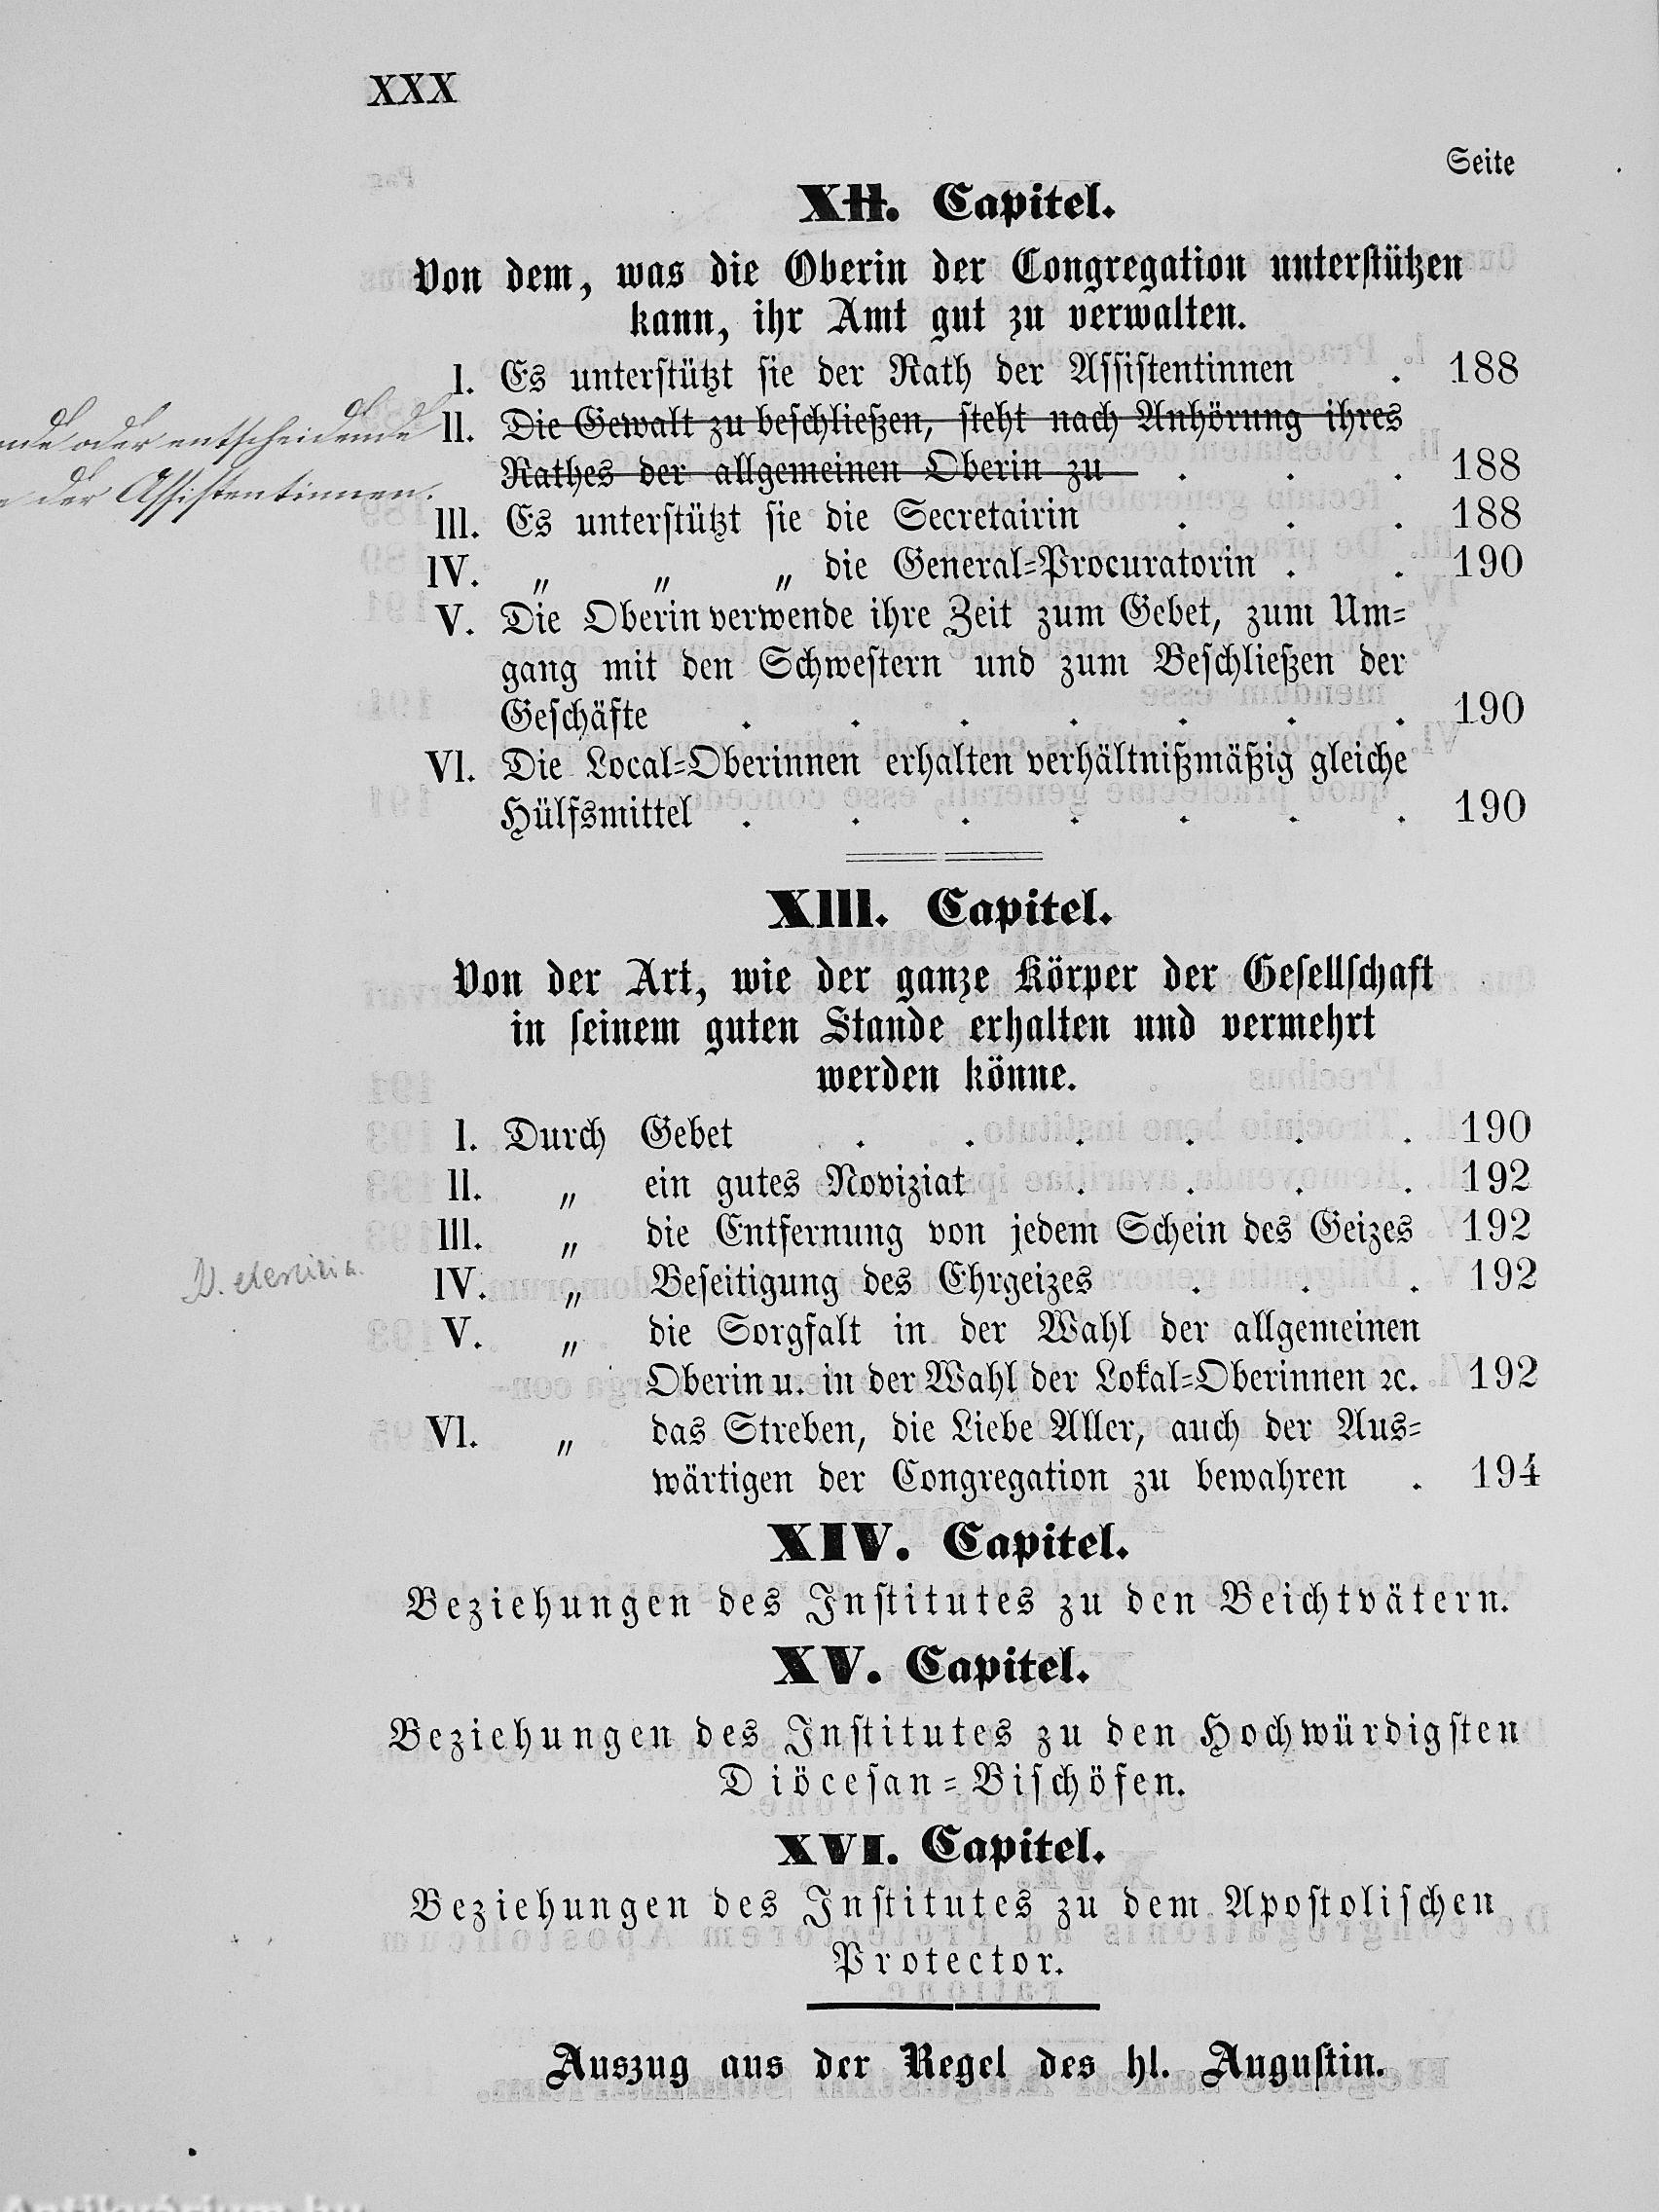 XXX
Seite
XII. Capitel.
Von dem, was die Oberin der Congregation unterstützen
kann, ihr Amt gut zu verwalten.
I. Es unterstützt sie der Rath der Assistentinnen . 188
oder entscheidende
II. Die Gewalt zu beschließen, steht nach Anhörung ihres
Rathes der allgemeinen Oberin zu . . . 188
der Assistentinnen.
III. Es unterstützt sie die Secretairin . . . 188
IV. „ „ „ die General=Procuratorin . . 190
V. Die Oberin verwende ihre Zeit zum Gebet, zum Um=
gang mit den Schwestern und zum Beschließen der
Geschäfte . . . . . . . 190
VI. Die Local=Oberinnen erhalten verhältnißmäßig gleiche
Hülfsmittel . . . . . . . 190
XIII. Capitel.
Von der Art, wie der ganze Körper der Gesellschaft
in seinem guten Stande erhalten und vermehrt
werden könne.
I. Durch Gebet . . . . . . 190
II. „ ein gutes Noviziat . . . . 192
III. „ die Entfernung von jedem Schein des Geizes 192
IV. „ Beseitigung des Ehrgeizes . . . 192
V. „ die Sorgfalt in der Wahl der allgemeinen
Oberin u. in der Wahl der Lokal=Oberinnen ꝛc. 192
VI. „ das Streben, die Liebe Aller, auch der Aus=
wärtigen der Congregation zu bewahren . 194
XIV. Capitel.
Beziehungen des Institutes zu den Beichtvätern.
XV. Capitel.
Beziehungen des Institutes zu den Hochwürdigsten
Diöcesan=Bischöfen.
XVI. Capitel.
Beziehungen des Institutes zu dem Apostolischen
Protector.
Auszug aus der Regel des hl. Augustin.